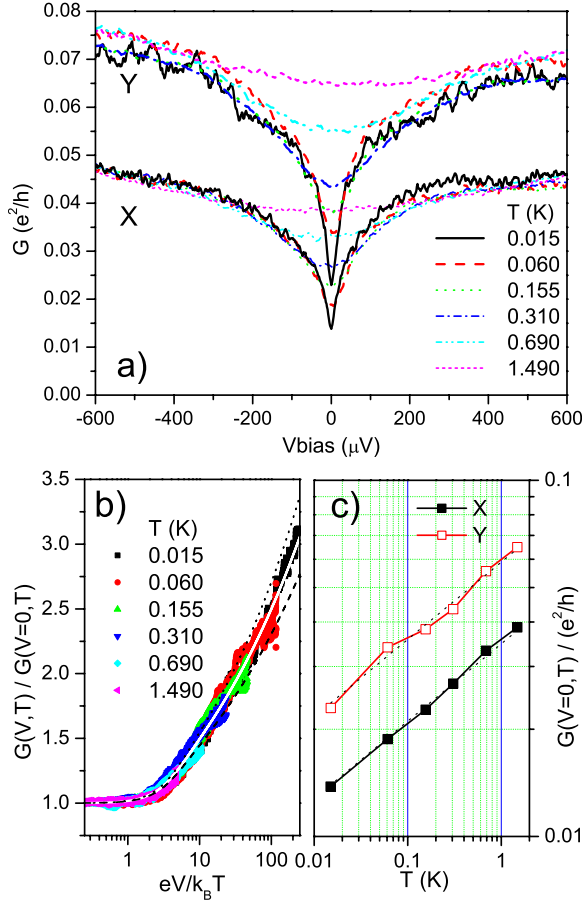 0.08
0.07
0.06
0.05
0.04
0.03
0.02
0.01
0.00
G (e²/h)
Y
X
T (K)
0.015
0.060
0.155
0.310
0.690
1.490
a)
-600 -400 -200 0 200 400 600
Vbias (μV)
3.5
3.0
2.5
2.0
1.5
1.0
G(V,T) / G(V=0,T)
b)
T (K)
0.015
0.060
0.155
0.310
0.690
1.490
1 10 100
eV/k_BT
c)
X
Y
0.1
0.01
G(V=0,T) / (e²/h)
0.01 0.1 1
T (K)